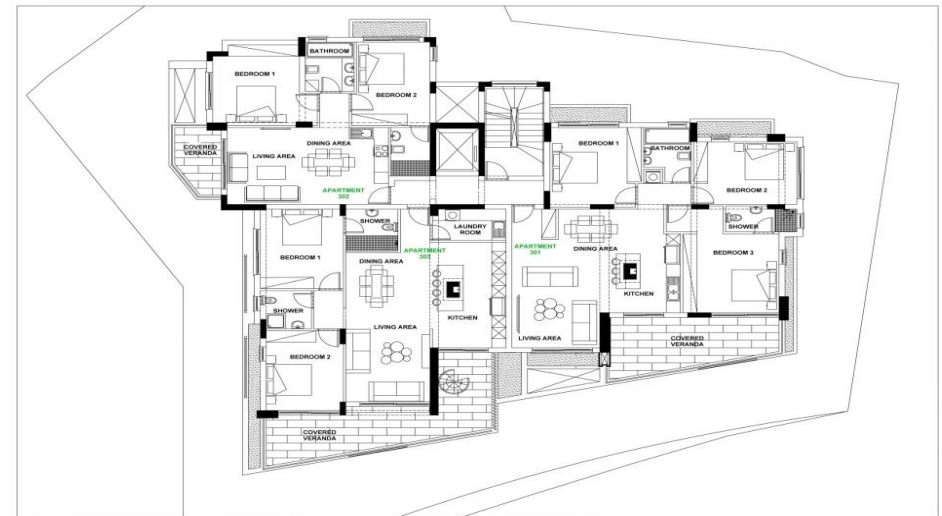 BATHROOM
BEDROOM 1
BEDROOM 2
COVERED
VERANDA
LIVING AREA
DINING AREA
APARTMENT
302
BEDROOM 1
BATHROOM
BEDROOM 2
SHOWER
BEDROOM 3
APARTMENT
301
DINING AREA
KITCHEN
LIVING AREA
COVERED
VERANDA
LAUNDRY
ROOM
SHOWER
APARTMENT
303
BEDROOM 1
DINING AREA
SHOWER
KITCHEN
LIVING AREA
BEDROOM 2
COVERED
VERANDA